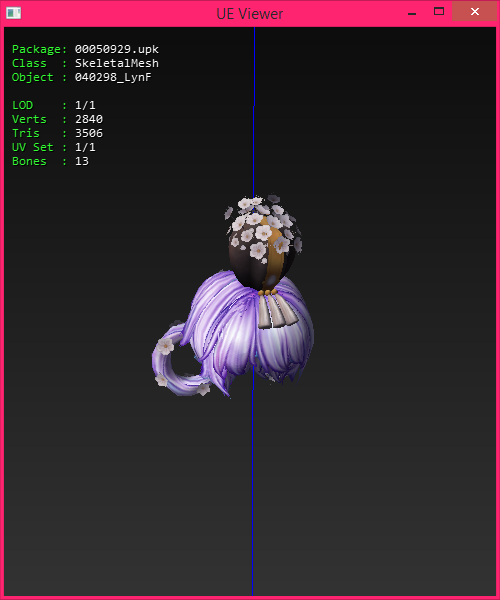 UE Viewer
Package: 00050929.upk
Class  : SkeletalMesh
Object : 040298_LynF
LOD    : 1/1
Verts  : 2840
Tris   : 3506
UV Set : 1/1
Bones  : 13